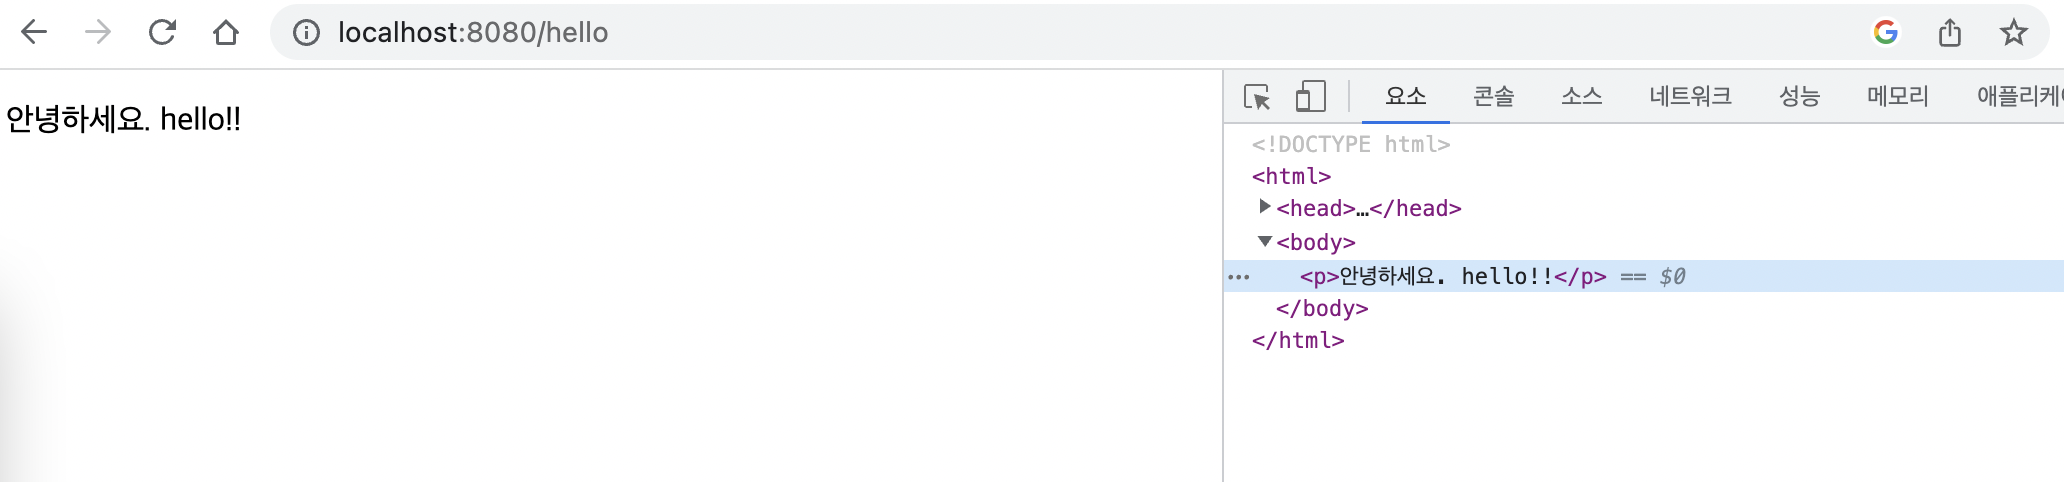 localhost:8080/hello
안녕하세요. hello!!
요소 콘솔 소스 네트워크 성능 메모리 애플리케
<!DOCTYPE html>
<html>
<head>…</head>
<body>
<p>안녕하세요. hello!!</p> == $0
</body>
</html>